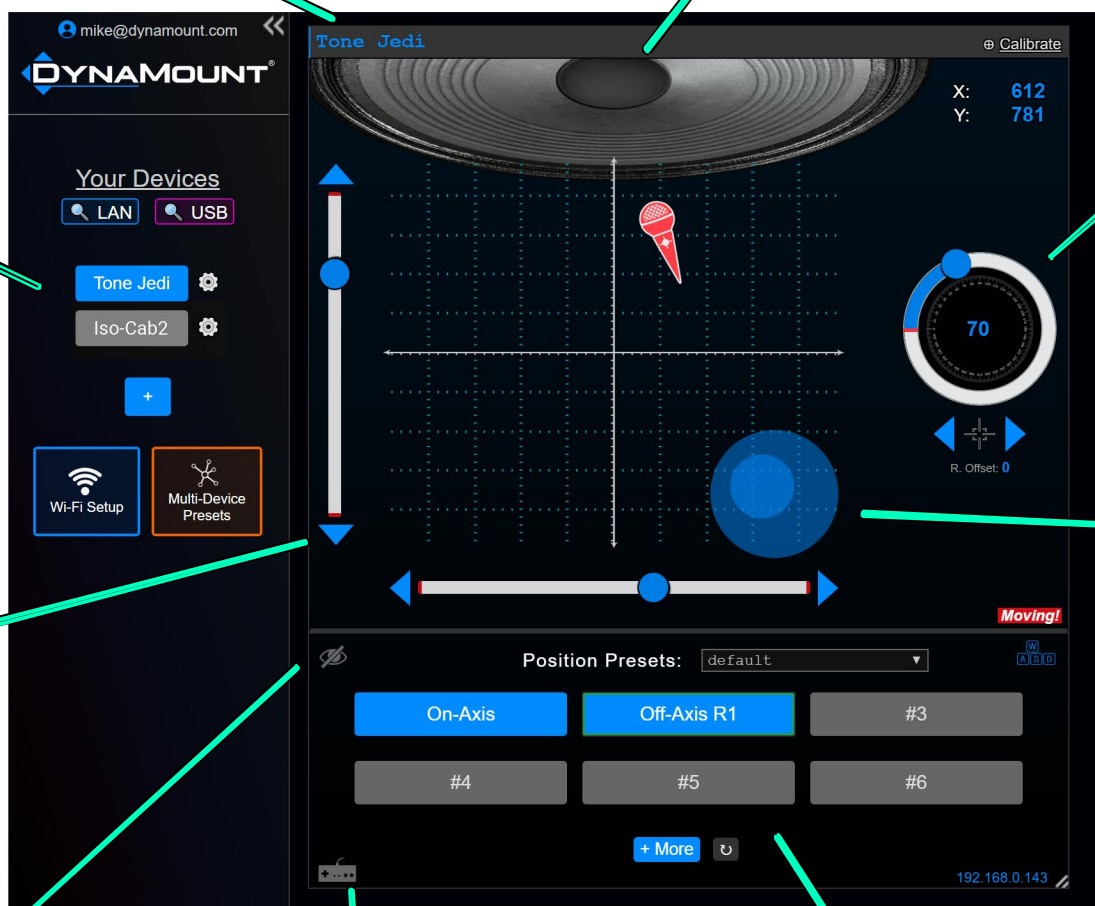 mike@dynamount.com
DYNAMOUNT®
Your Devices
LAN
USB
Tone Jedi
Iso-Cab2
+
Wi-Fi Setup
Multi-Device
Presets
Tone Jedi
Calibrate
X: 612
Y: 781
70
R. Offset: 0
Moving!
Position Presets: default
W
A S D
On-Axis
Off-Axis R1
#3
#4
#5
#6
+ More
192.168.0.143